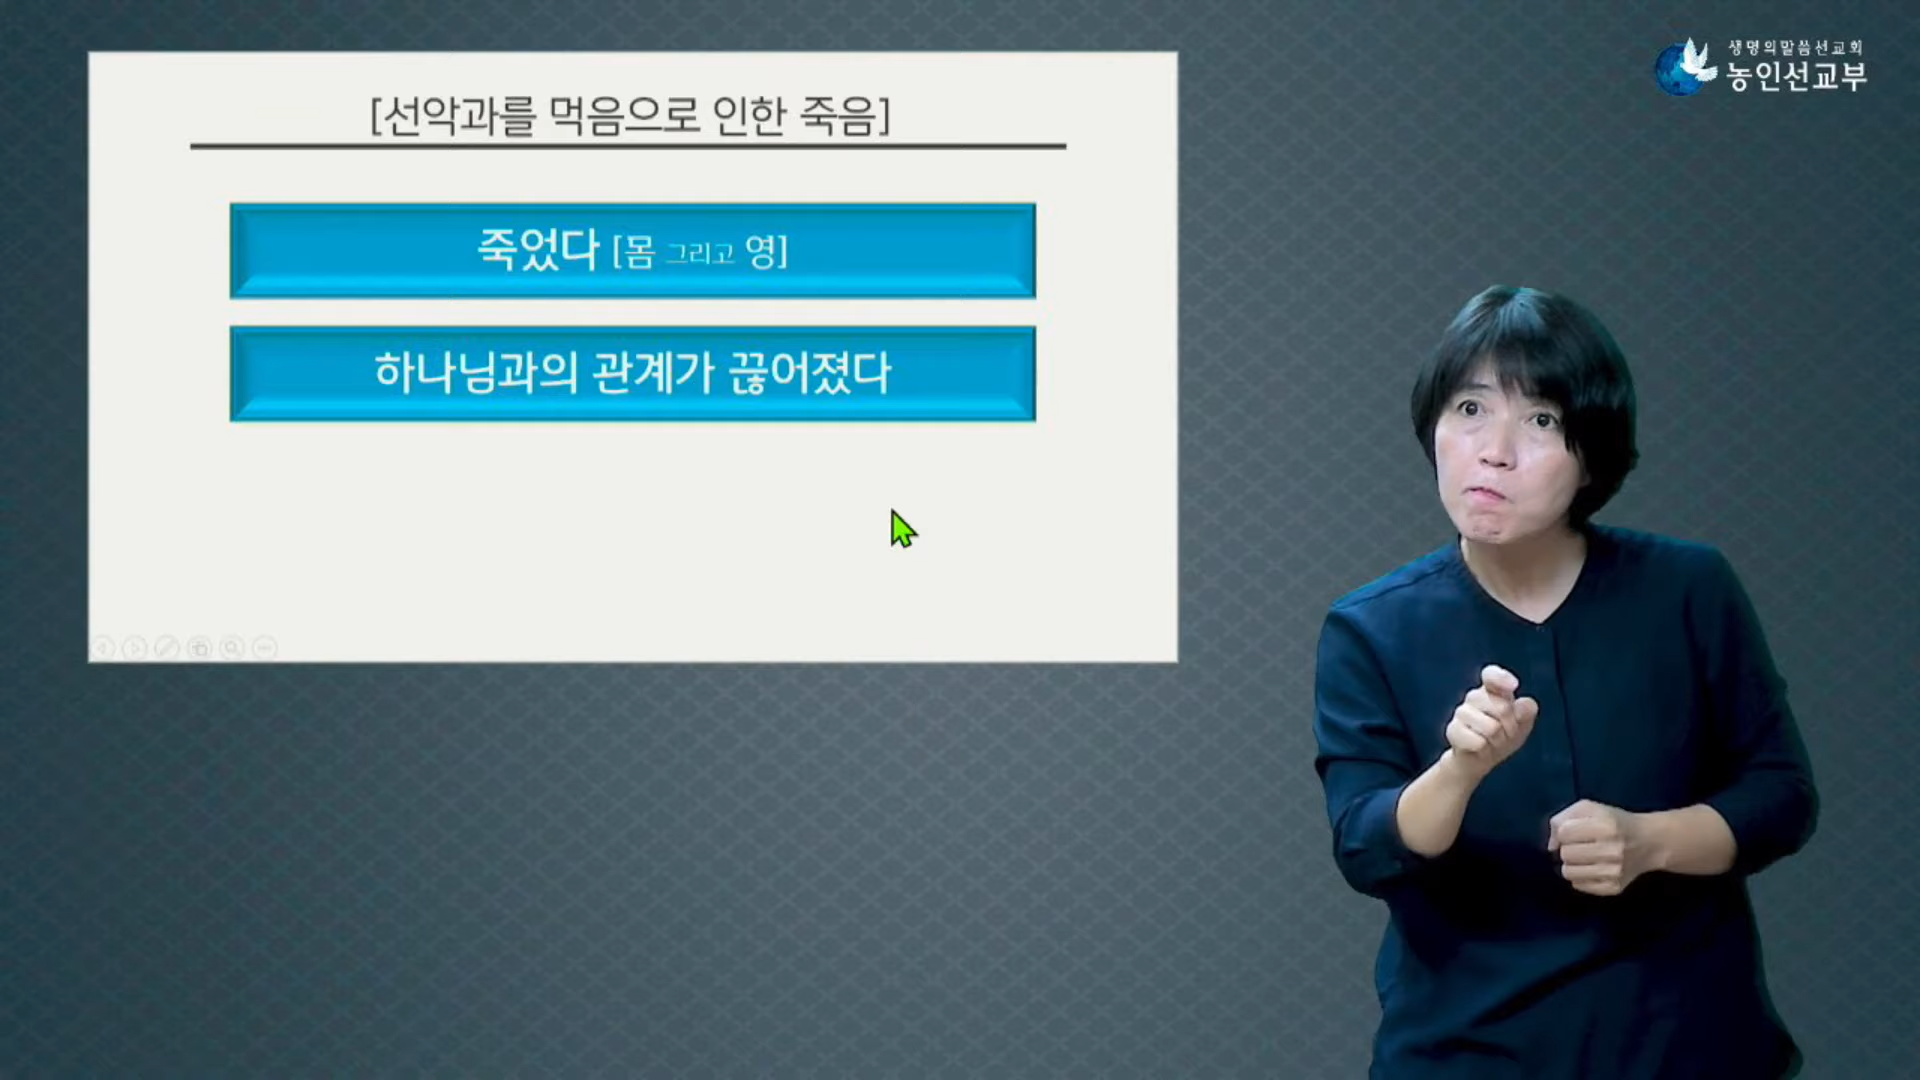 생명의말씀선교회
농인선교부
[선악과를 먹음으로 인한 죽음]
죽었다 [몸 그리고 영]
하나님과의 관계가 끊어졌다